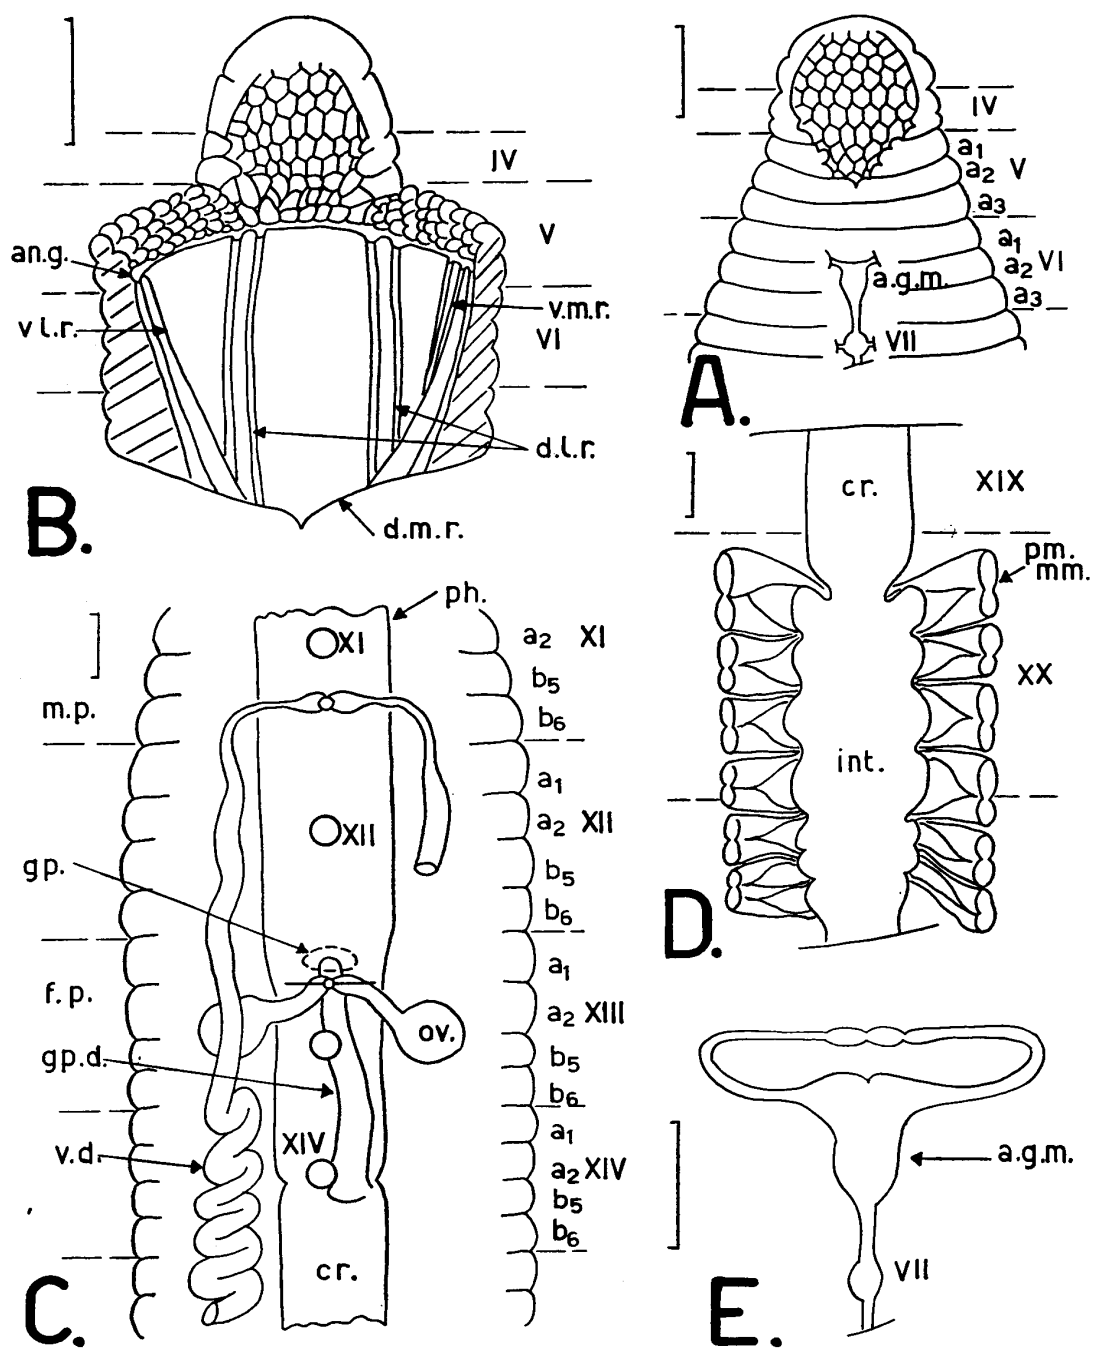 IV
V
an.g.
VI
v.l.r.
v.m.r.
d.l.r.
d.m.r.
B.
IV
a1
a2 V
a3
a1
a2 VI
a.g.m.
a3
VII
A.
cr.
XIX
pm.
mm.
XX
int.
D.
ph.
XI
a2 XI
b5
m.p.
b6
a1
XII
a2 XII
gp.
b5
b6
a1
f.p.
a2 XIII
ov.
gp.d.
b5
b6
XIV
a1
v.d.
a2 XIV
b5
b6
cr.
C.
a.g.m.
VII
E.